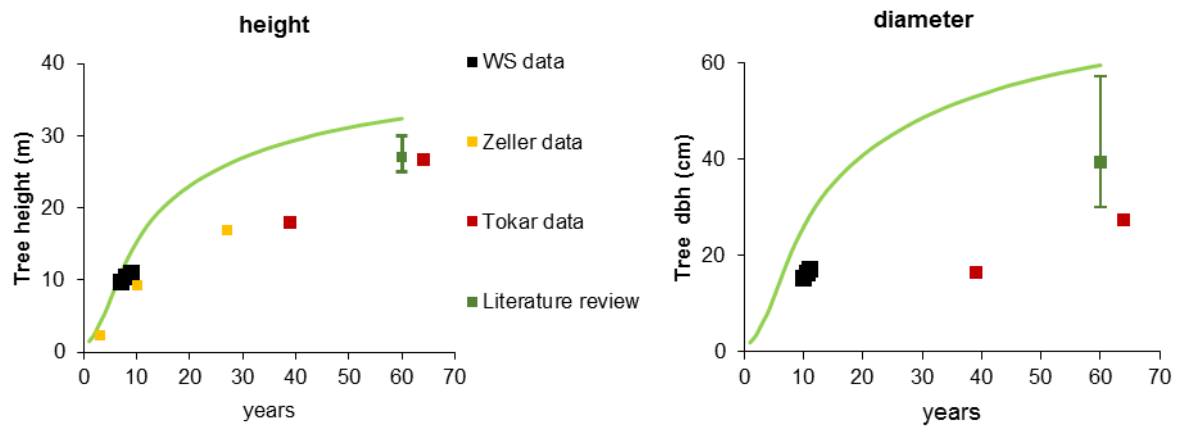 height
Tree height (m)
40
30
20
10
0
0 10 20 30 40 50 60 70
years
WS data
Zeller data
Tokar data
Literature review
diameter
Tree dbh (cm)
60
40
20
0
0 10 20 30 40 50 60 70
years